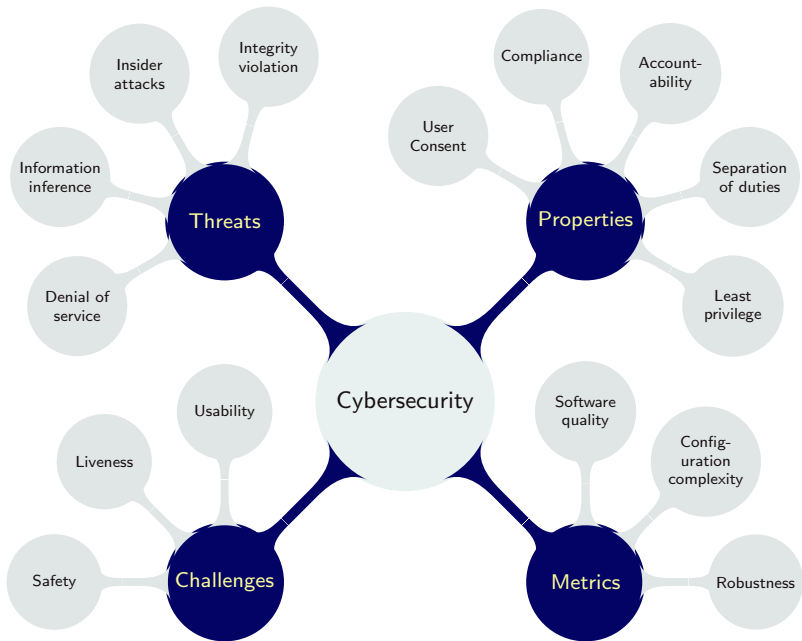 Integrity
violation
Insider
attacks
Information
inference
Denial of
service
Threats
Compliance
Account-
ability
User
Consent
Separation
of duties
Least
privilege
Properties
Cybersecurity
Usability
Liveness
Safety
Challenges
Software
quality
Config-
uration
complexity
Robustness
Metrics